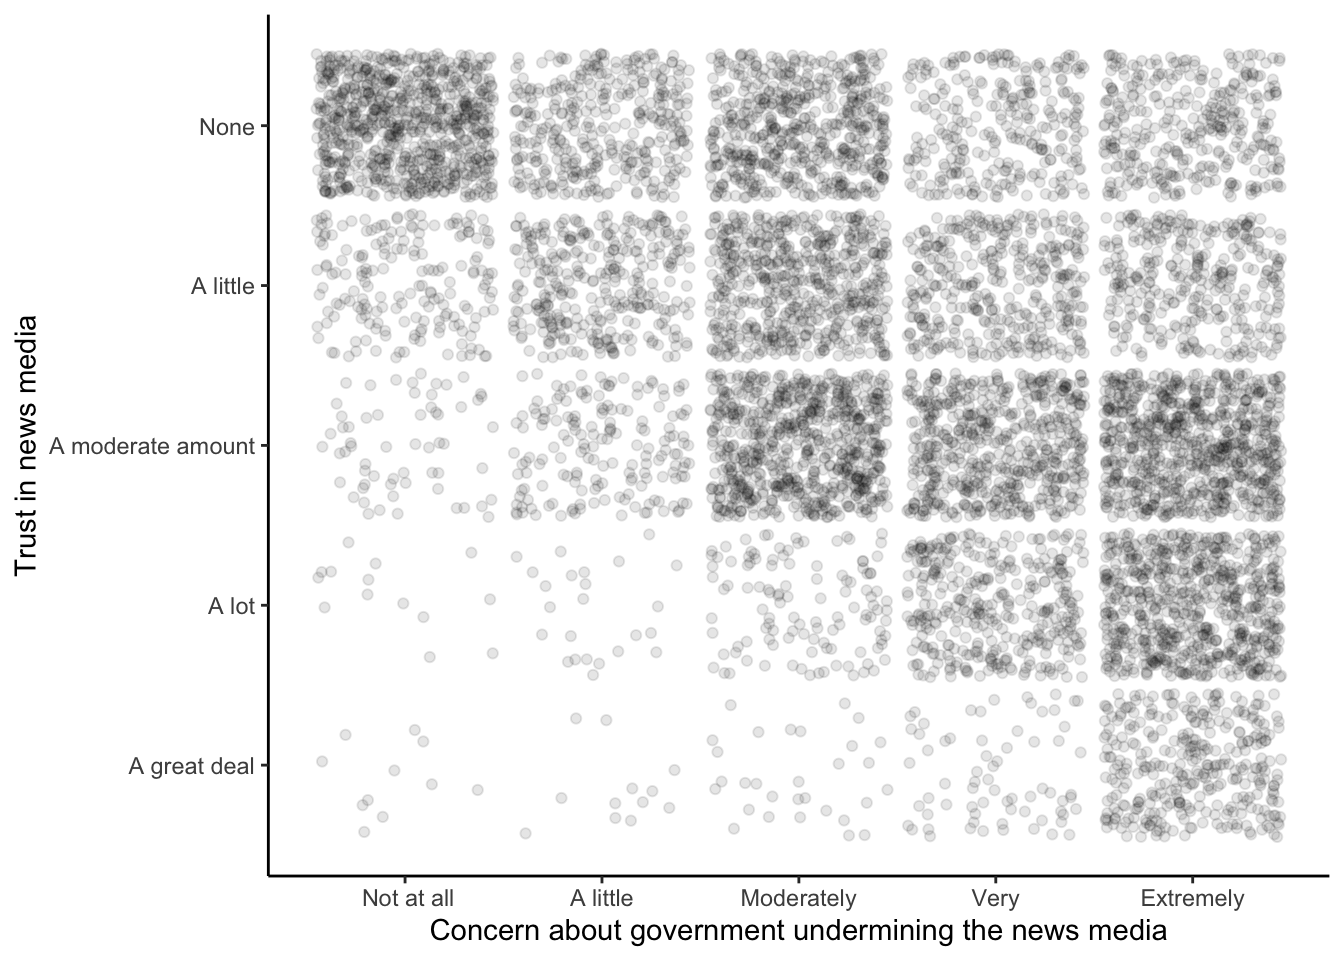 Trust in news media
None
A little
A moderate amount
A lot
A great deal
Not at all
A little
Moderately
Very
Extremely
Concern about government undermining the news media